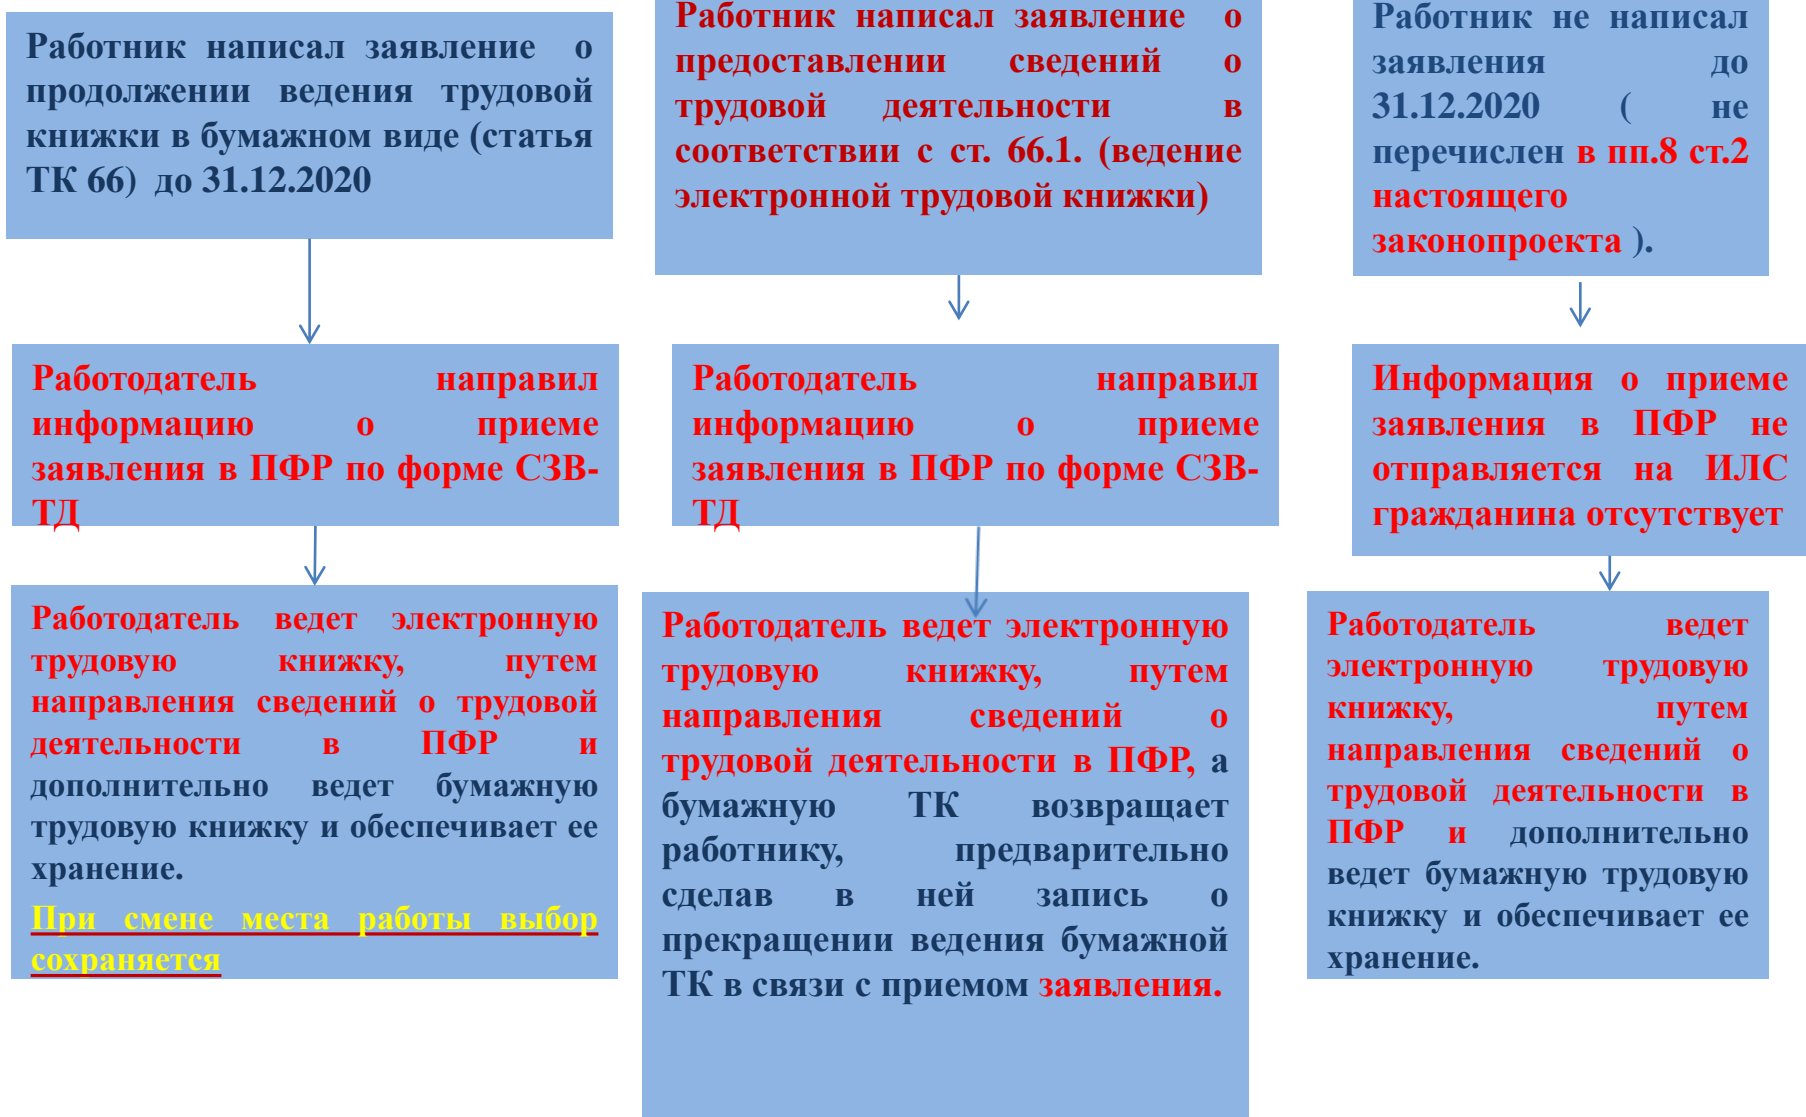 Работник написал заявление о
продолжении ведения трудовой
книжки в бумажном виде (статья
ТК 66) до 31.12.2020
Работодатель направил
информацию о приеме
заявления в ПФР по форме СЗВ-
ТД
Работодатель ведет электронную
трудовую книжку, путем
направления сведений о трудовой
деятельности в ПФР и
дополнительно ведет бумажную
трудовую книжку и обеспечивает ее
хранение.
При смене места работы выбор
сохраняется
Работник написал заявление о
предоставлении сведений о
трудовой деятельности в
соответствии с ст. 66.1. (ведение
электронной трудовой книжки)
Работодатель направил
информацию о приеме
заявления в ПФР по форме СЗВ-
ТД
Работодатель ведет электронную
трудовую книжку, путем
направления сведений о
трудовой деятельности в ПФР, а
бумажную ТК возвращает
работнику, предварительно
сделав в ней запись о
прекращении ведения бумажной
ТК в связи с приемом заявления.
Работник не написал
заявления до
31.12.2020 ( не
перечислен в пп.8 ст.2
настоящего
законопроекта ).
Информация о приеме
заявления в ПФР не
отправляется на ИЛС
гражданина отсутствует
Работодатель ведет
электронную трудовую
книжку, путем
направления сведений о
трудовой деятельности в
ПФР и дополнительно
ведет бумажную трудовую
книжку и обеспечивает ее
хранение.